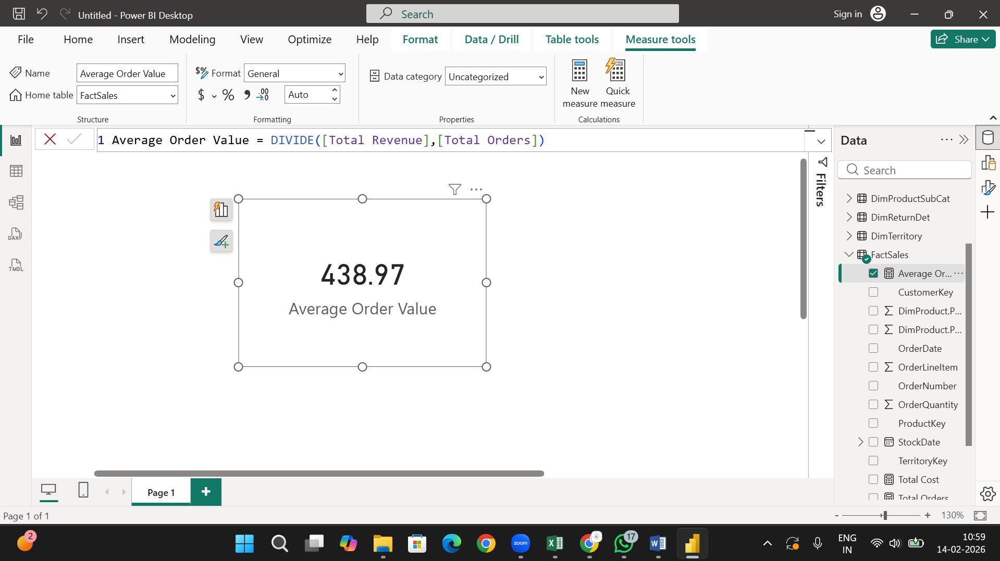 Untitled - Power BI Desktop
Search
Sign in
File
Home
Insert
Modeling
View
Optimize
Help
Format
Data / Drill
Table tools
Measure tools
Share
Name
Average Order Value
Home table
FactSales
Structure
Format
General
$ % 9 .00
Auto
Formatting
Data category
Uncategorized
Properties
New measure
Quick measure
Calculations
1 Average Order Value = DIVIDE([Total Revenue],[Total Orders])
DAX
TMDL
438.97
Average Order Value
Filters
Data
Search
DimProductSubCat
DimReturnDet
DimTerritory
FactSales
Average Or...
CustomerKey
DimProduct.P...
DimProduct.P...
OrderDate
OrderLineItem
OrderNumber
OrderQuantity
ProductKey
StockDate
TerritoryKey
Total Cost
Total Orders
Page 1
Page 1 of 1
- + 130%
2
zoom
17
ENG
IN
10:59
14-02-2026